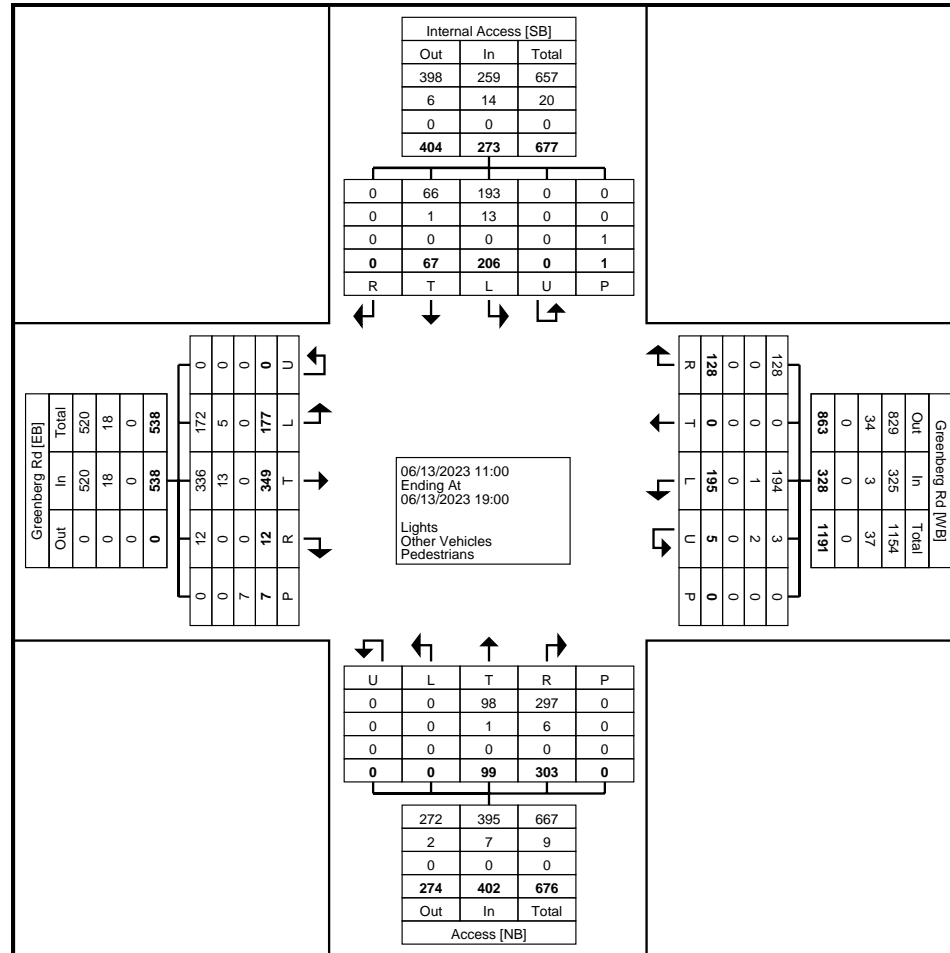 Internal Access [SB]
Out In Total
398 259 657
6 14 20
0 0 0
404 273 677
0 66 193 0 0
0 1 13 0 0
0 0 0 0 1
0 67 206 0 1
R T L U P
Greenberg Rd [EB]
Total 520 18 0 538
In 520 18 0 538
Out 0 0 0 0
0 0 0 0 U
172 5 0 177 L
336 13 0 349 T
12 0 0 12 R
0 0 7 7 P
06/13/2023 11:00
Ending At
06/13/2023 19:00
Lights
Other Vehicles
Pedestrians
R 128 0 0 128
T 0 0 0 0
L 195 0 1 194
U 5 0 2 3
P 0 0 0 0
Greenberg Rd [WB]
Out In Total
829 325 1154
34 3 37
0 0 0
863 328 1191
U L T R P
0 0 98 297 0
0 0 1 6 0
0 0 0 0 0
0 0 99 303 0
272 395 667
2 7 9
0 0 0
274 402 676
Out In Total
Access [NB]